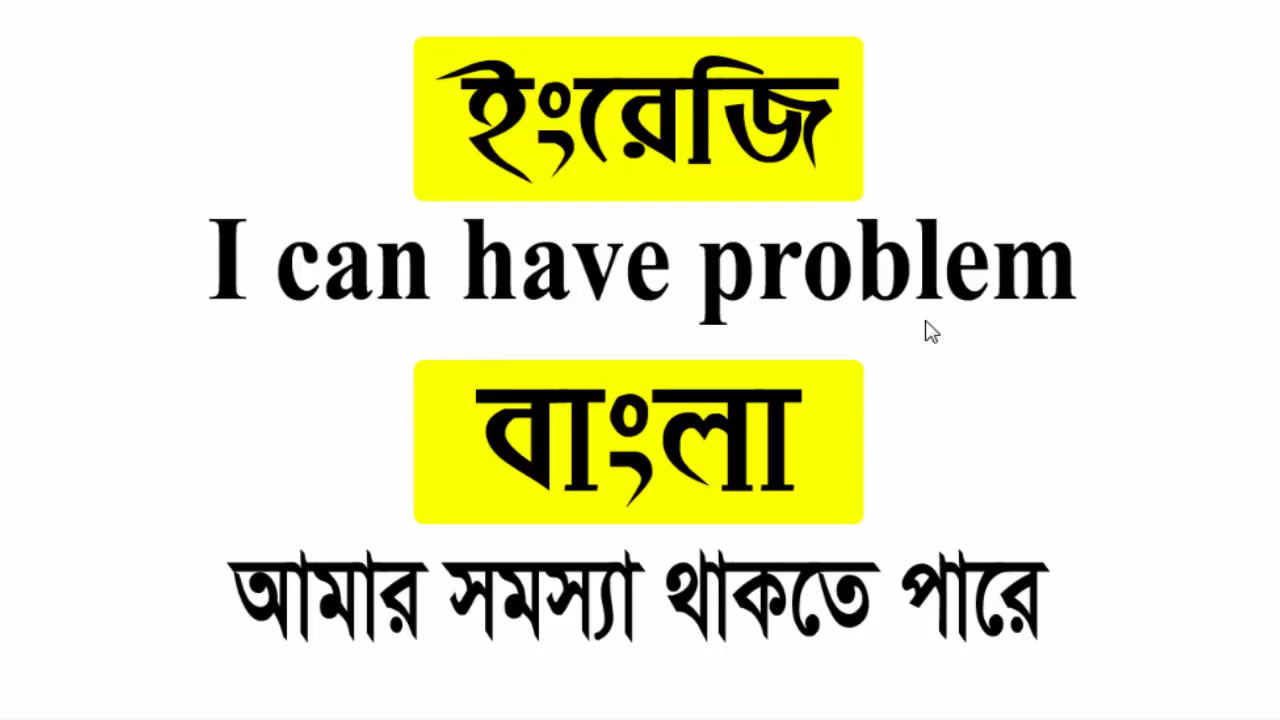 ইংরেজি
I can have problem
বাংলা
আমার সমস্যা থাকতে পারে